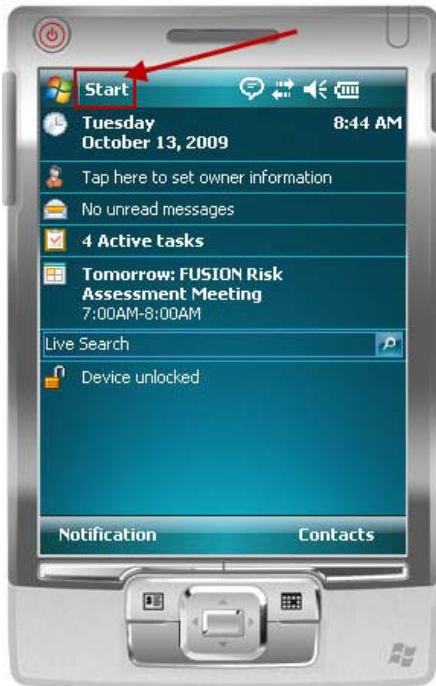 Start
Tuesday 8:44 AM
October 13, 2009
Tap here to set owner information
No unread messages
4 Active tasks
Tomorrow: FUSION Risk
Assessment Meeting
7:00AM-8:00AM
Live Search
Device unlocked
Notification Contacts